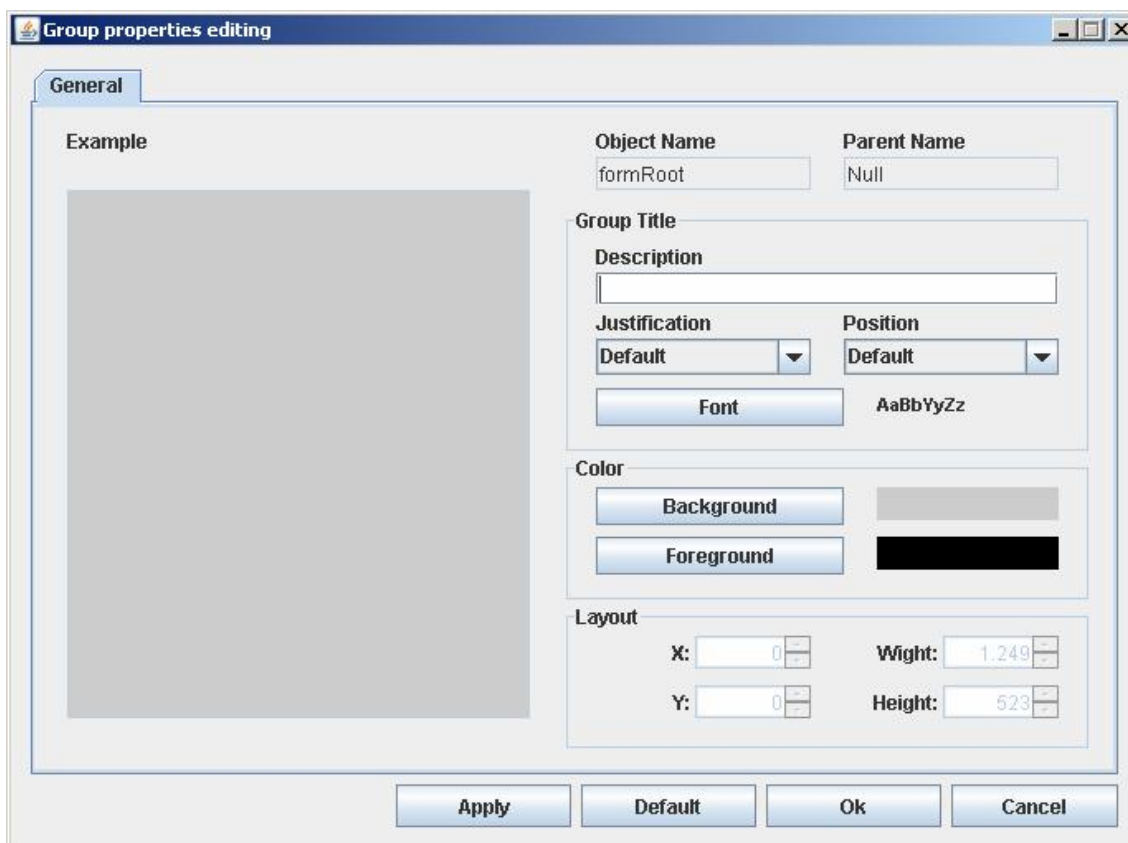 Group properties editing
General
Example
Object Name
Parent Name
formRoot
Null
Group Title
Description
Justification
Position
Default
Default
Font
AaBbYyZz
Color
Background
Foreground
Layout
X: 0
Wight: 1.249
Y: 0
Height: 523
Apply
Default
Ok
Cancel